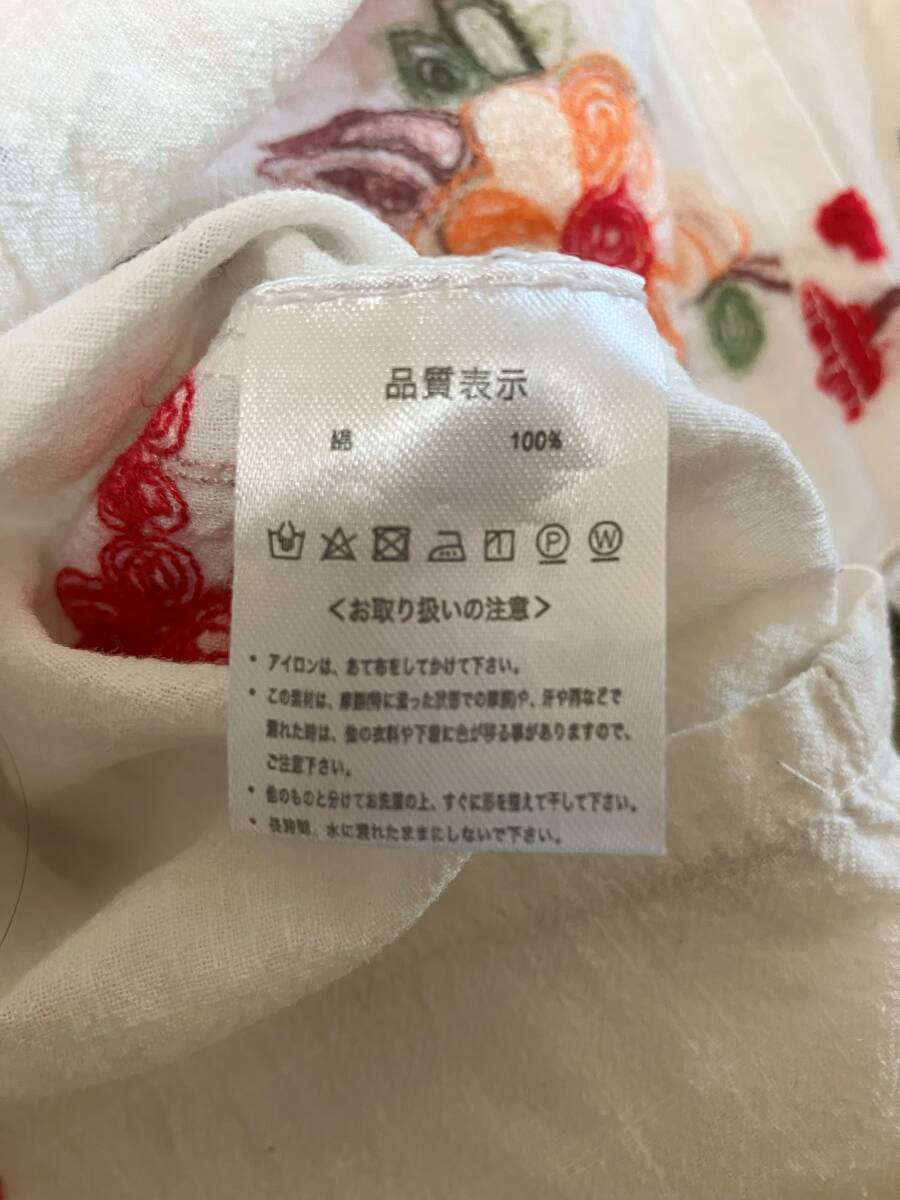 品質表示
綿 100%
P W
<お取り扱いの注意>
・アイロンは、あて布をしてかけて下さい。
・この素材は、摩擦(特に湿った状態での摩擦)や、汗や雨などで
濡れた時は、他の衣料や下着に色が移る事がありますので、
ご注意下さい。
・他のものと分けてお洗濯の上、すぐに形を整えて干して下さい。
・長時間、水に濡れたままにしないで下さい。